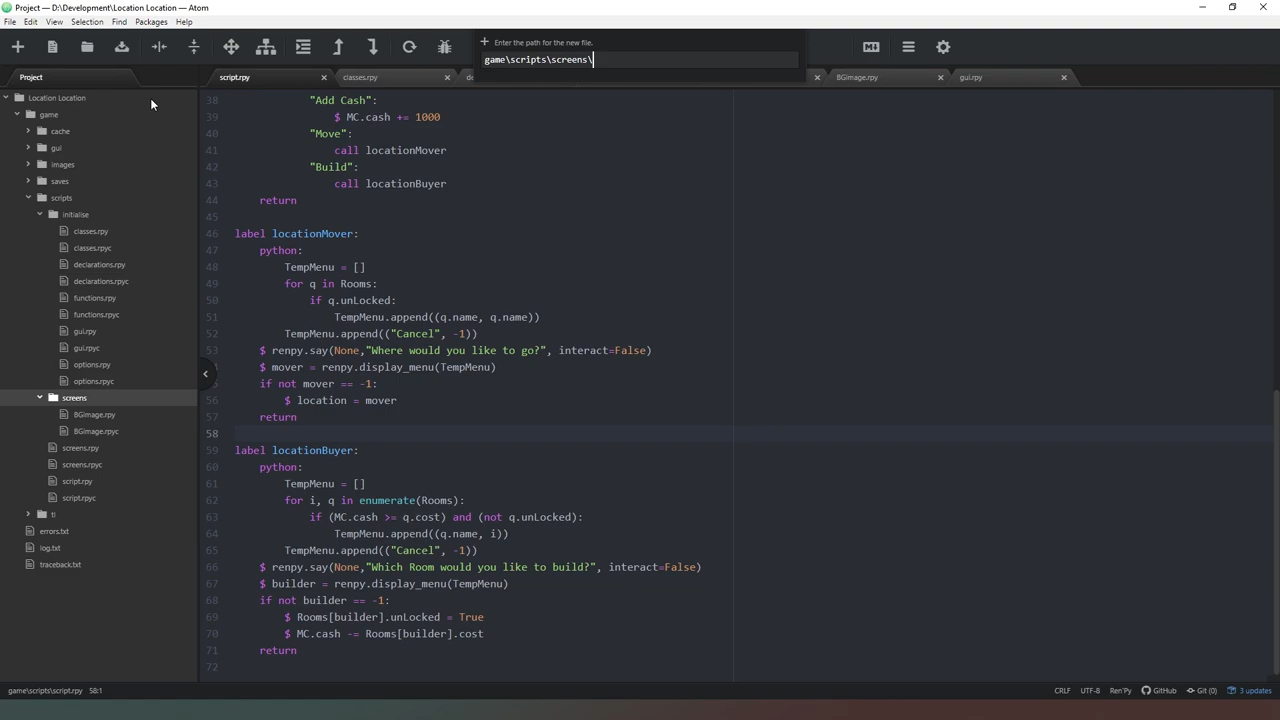 Project — D:\Development\Location Location — Atom
File Edit View Selection Find Packages Help
Enter the path for the new file.
game\scripts\screens\
Project
script.rpy
classes.rpy
BGimage.rpy
gui.rpy
Location Location
game
cache
gui
images
saves
scripts
initialise
classes.rpy
classes.rpyc
declarations.rpy
declarations.rpyc
functions.rpy
functions.rpyc
gui.rpy
gui.rpyc
options.rpy
options.rpyc
screens
BGimage.rpy
BGimage.rpyc
screens.rpy
screens.rpyc
script.rpy
script.rpyc
tl
errors.txt
log.txt
traceback.txt
38 "Add Cash":
39 $ MC.cash += 1000
40 "Move":
41 call locationMover
42 "Build":
43 call locationBuyer
44 return
45
46 label locationMover:
47 python:
48 TempMenu = []
49 for q in Rooms:
50 if q.unLocked:
51 TempMenu.append((q.name, q.name))
52 TempMenu.append(("Cancel", -1))
53 $ renpy.say(None,"Where would you like to go?", interact=False)
$ mover = renpy.display_menu(TempMenu)
if not mover == -1:
56 $ location = mover
57 return
58
59 label locationBuyer:
60 python:
61 TempMenu = []
62 for i, q in enumerate(Rooms):
63 if (MC.cash >= q.cost) and (not q.unLocked):
64 TempMenu.append((q.name, i))
65 TempMenu.append(("Cancel", -1))
66 $ renpy.say(None,"Which Room would you like to build?", interact=False)
67 $ builder = renpy.display_menu(TempMenu)
68 if not builder == -1:
69 $ Rooms[builder].unLocked = True
70 $ MC.cash -= Rooms[builder].cost
71 return
72
game\scripts\script.rpy 58:1
CRLF UTF-8 Ren'Py GitHub Git (0) 3 updates